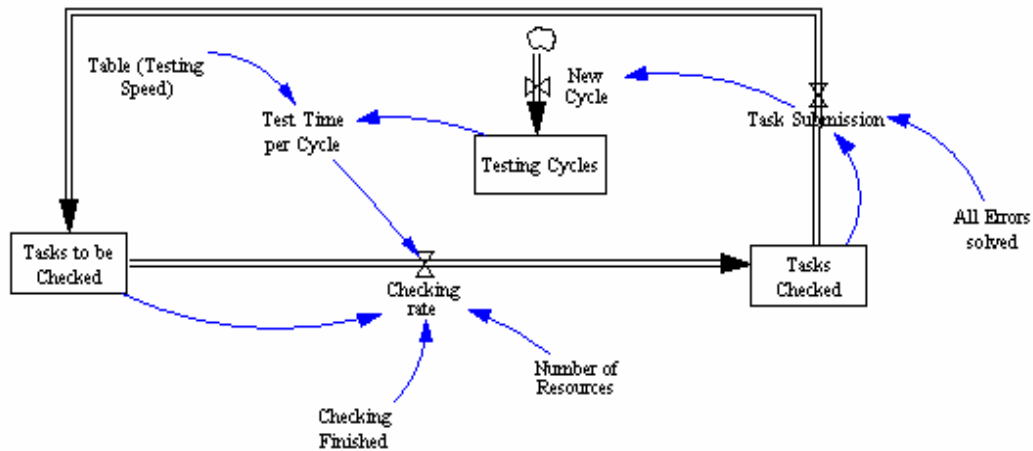 Table (Testing
Speed)
New
Cycle
Test Time
per Cycle
Task Submission
Testing Cycles
All Errors
solved
Tasks to be
Checked
Tasks
Checked
Checking
rate
Number of
Resources
Checking
Finished